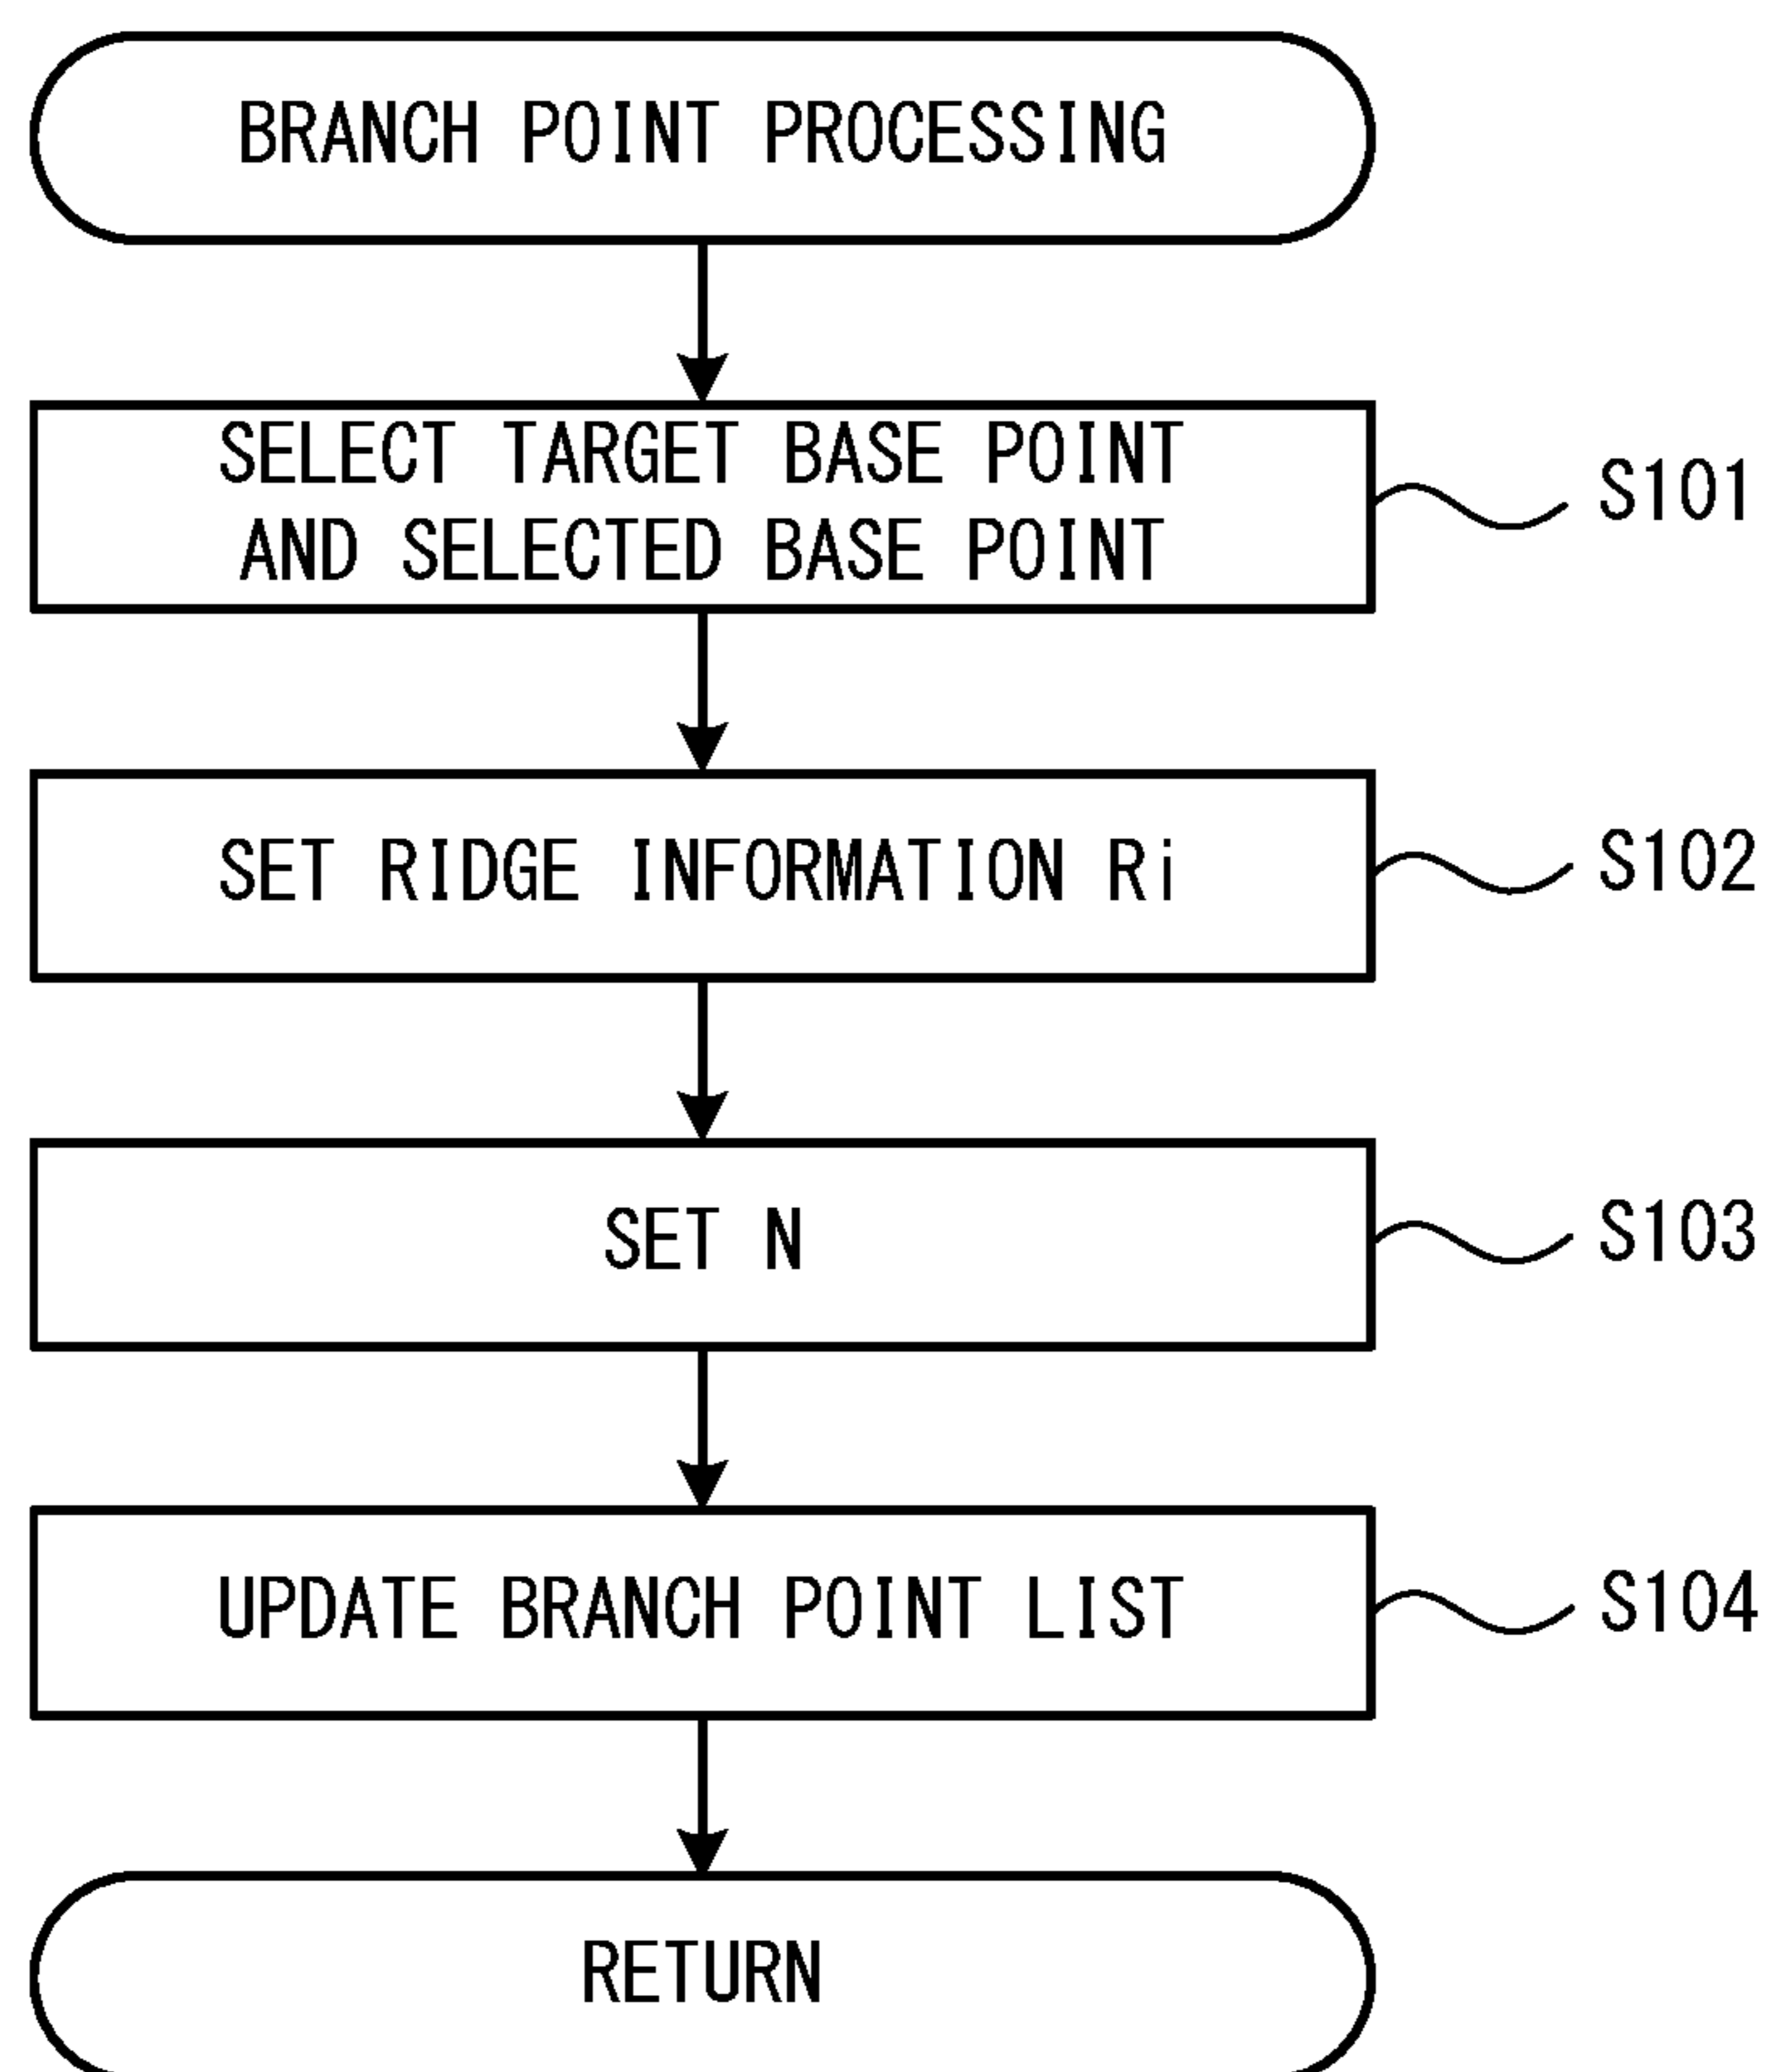 BRANCH POINT PROCESSING
SELECT TARGET BASE POINT
AND SELECTED BASE POINT
S101
SET RIDGE INFORMATION Ri
S102
SET N
S103
UPDATE BRANCH POINT LIST
S104
RETURN